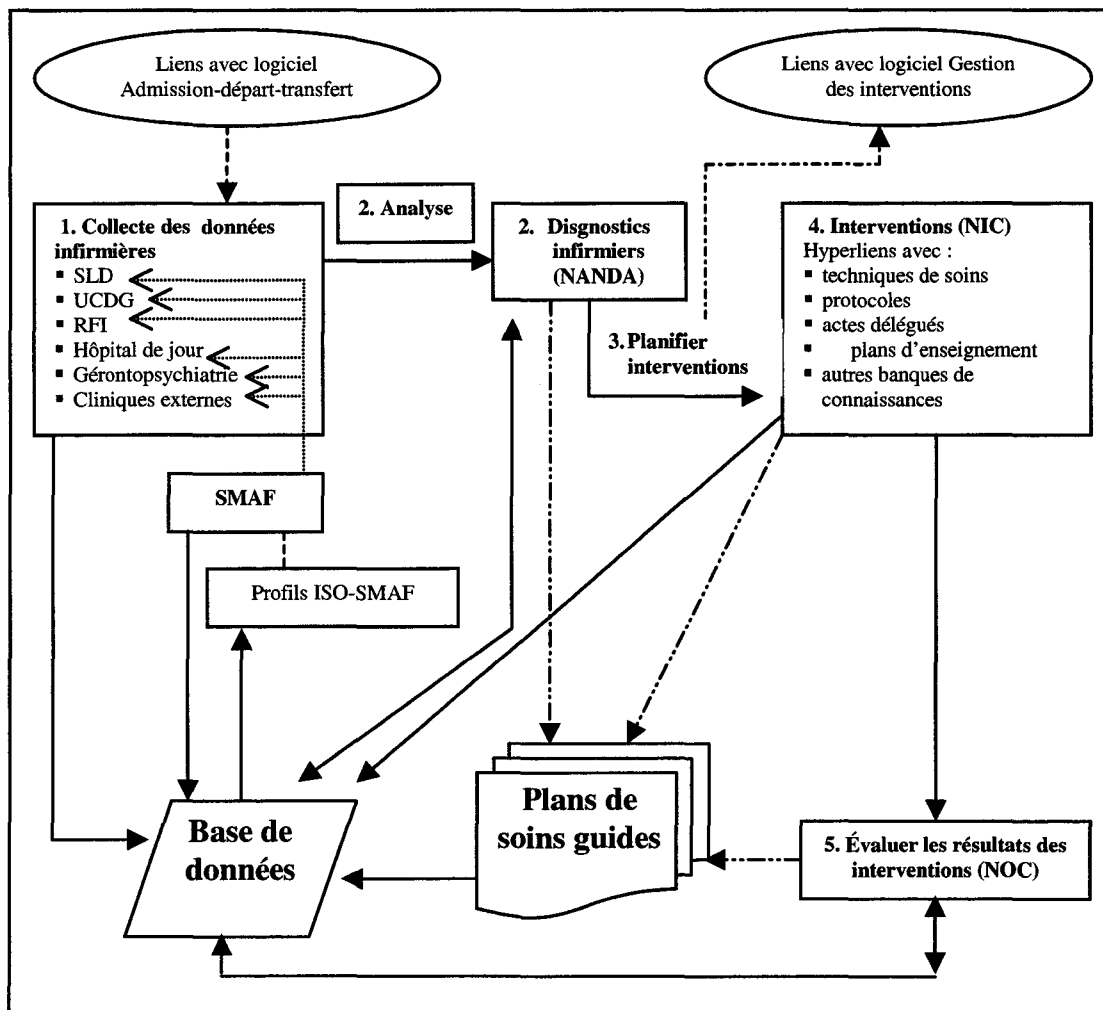 Liens avec logiciel
Admission-départ-transfert
Liens avec logiciel Gestion
des interventions
1. Collecte des données
infirmières
▪ SLD
▪ UCDG
▪ RFI
▪ Hôpital de jour
▪ Gérontopsychiatrie
▪ Cliniques externes
2. Analyse
2. Disgnostics
infirmiers
(NANDA)
3. Planifier
interventions
4. Interventions (NIC)
Hyperliens avec :
▪ techniques de soins
▪ protocoles
▪ actes délégués
▪ plans d'enseignement
▪ autres banques de
connaissances
SMAF
Profils ISO-SMAF
Base de
données
Plans de
soins guides
5. Évaluer les résultats des
interventions (NOC)